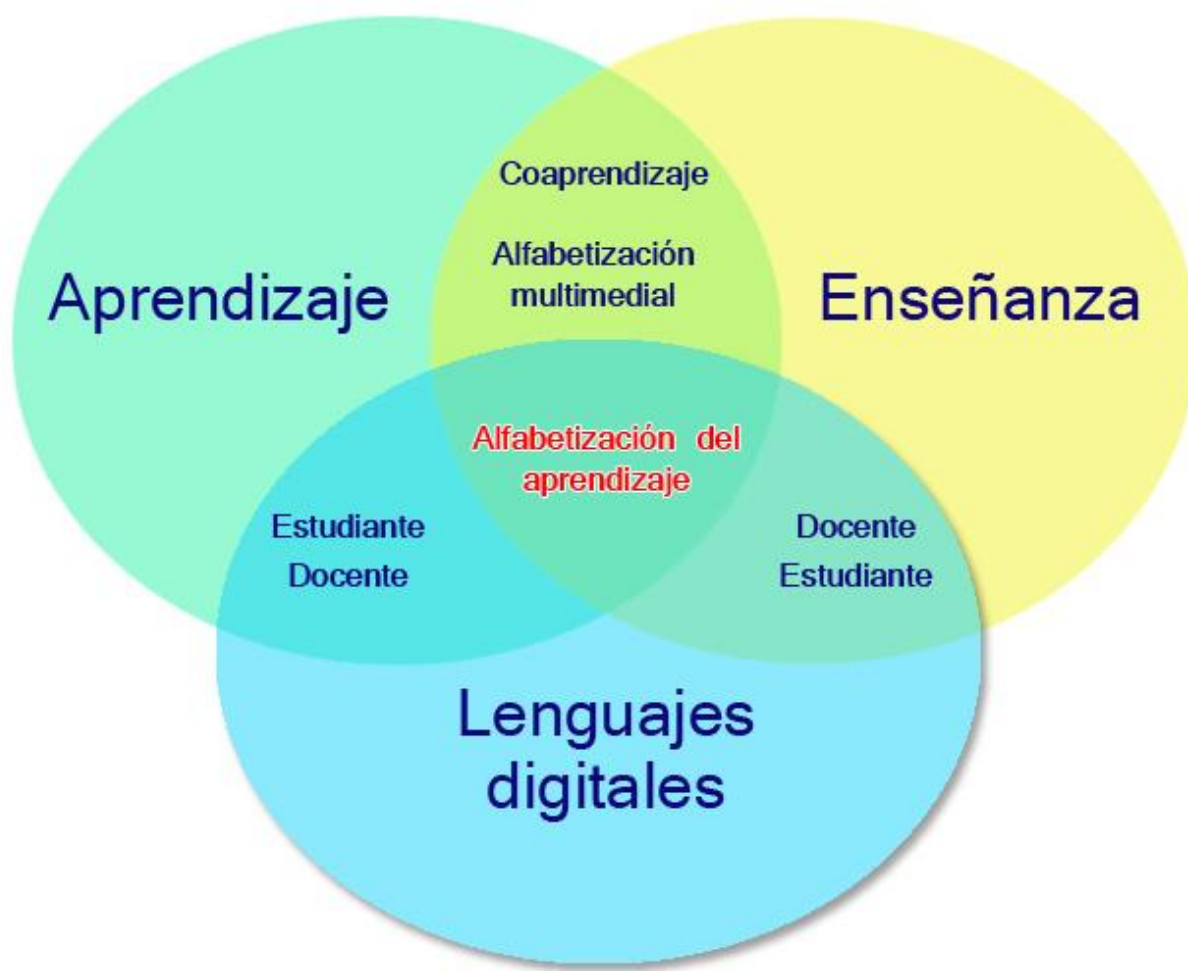 Coaprendizaje
Alfabetización
multimedial
Aprendizaje
Enseñanza
Alfabetización del
aprendizaje
Estudiante
Docente
Docente
Estudiante
Lenguajes
digitales